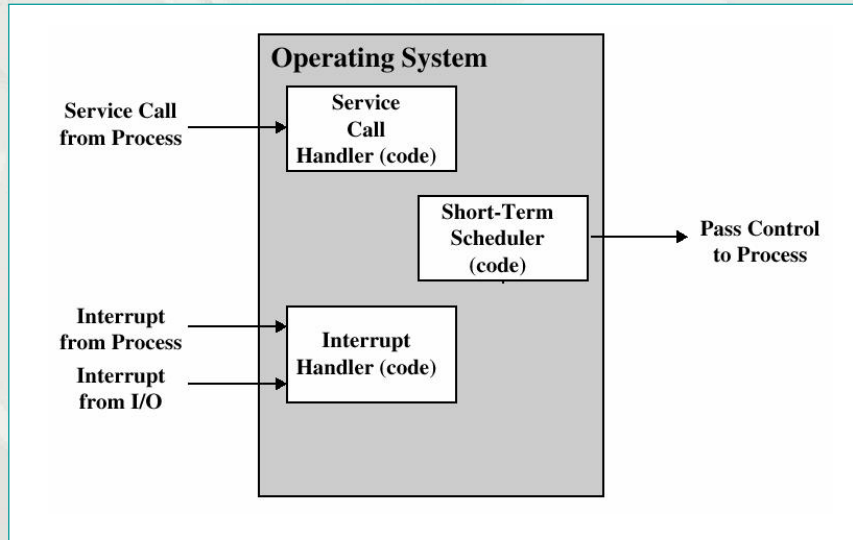 Operating System
Service Call
from Process
Service
Call
Handler (code)
Short-Term
Scheduler
(code)
Pass Control
to Process
Interrupt
from Process
Interrupt
from I/O
Interrupt
Handler (code)